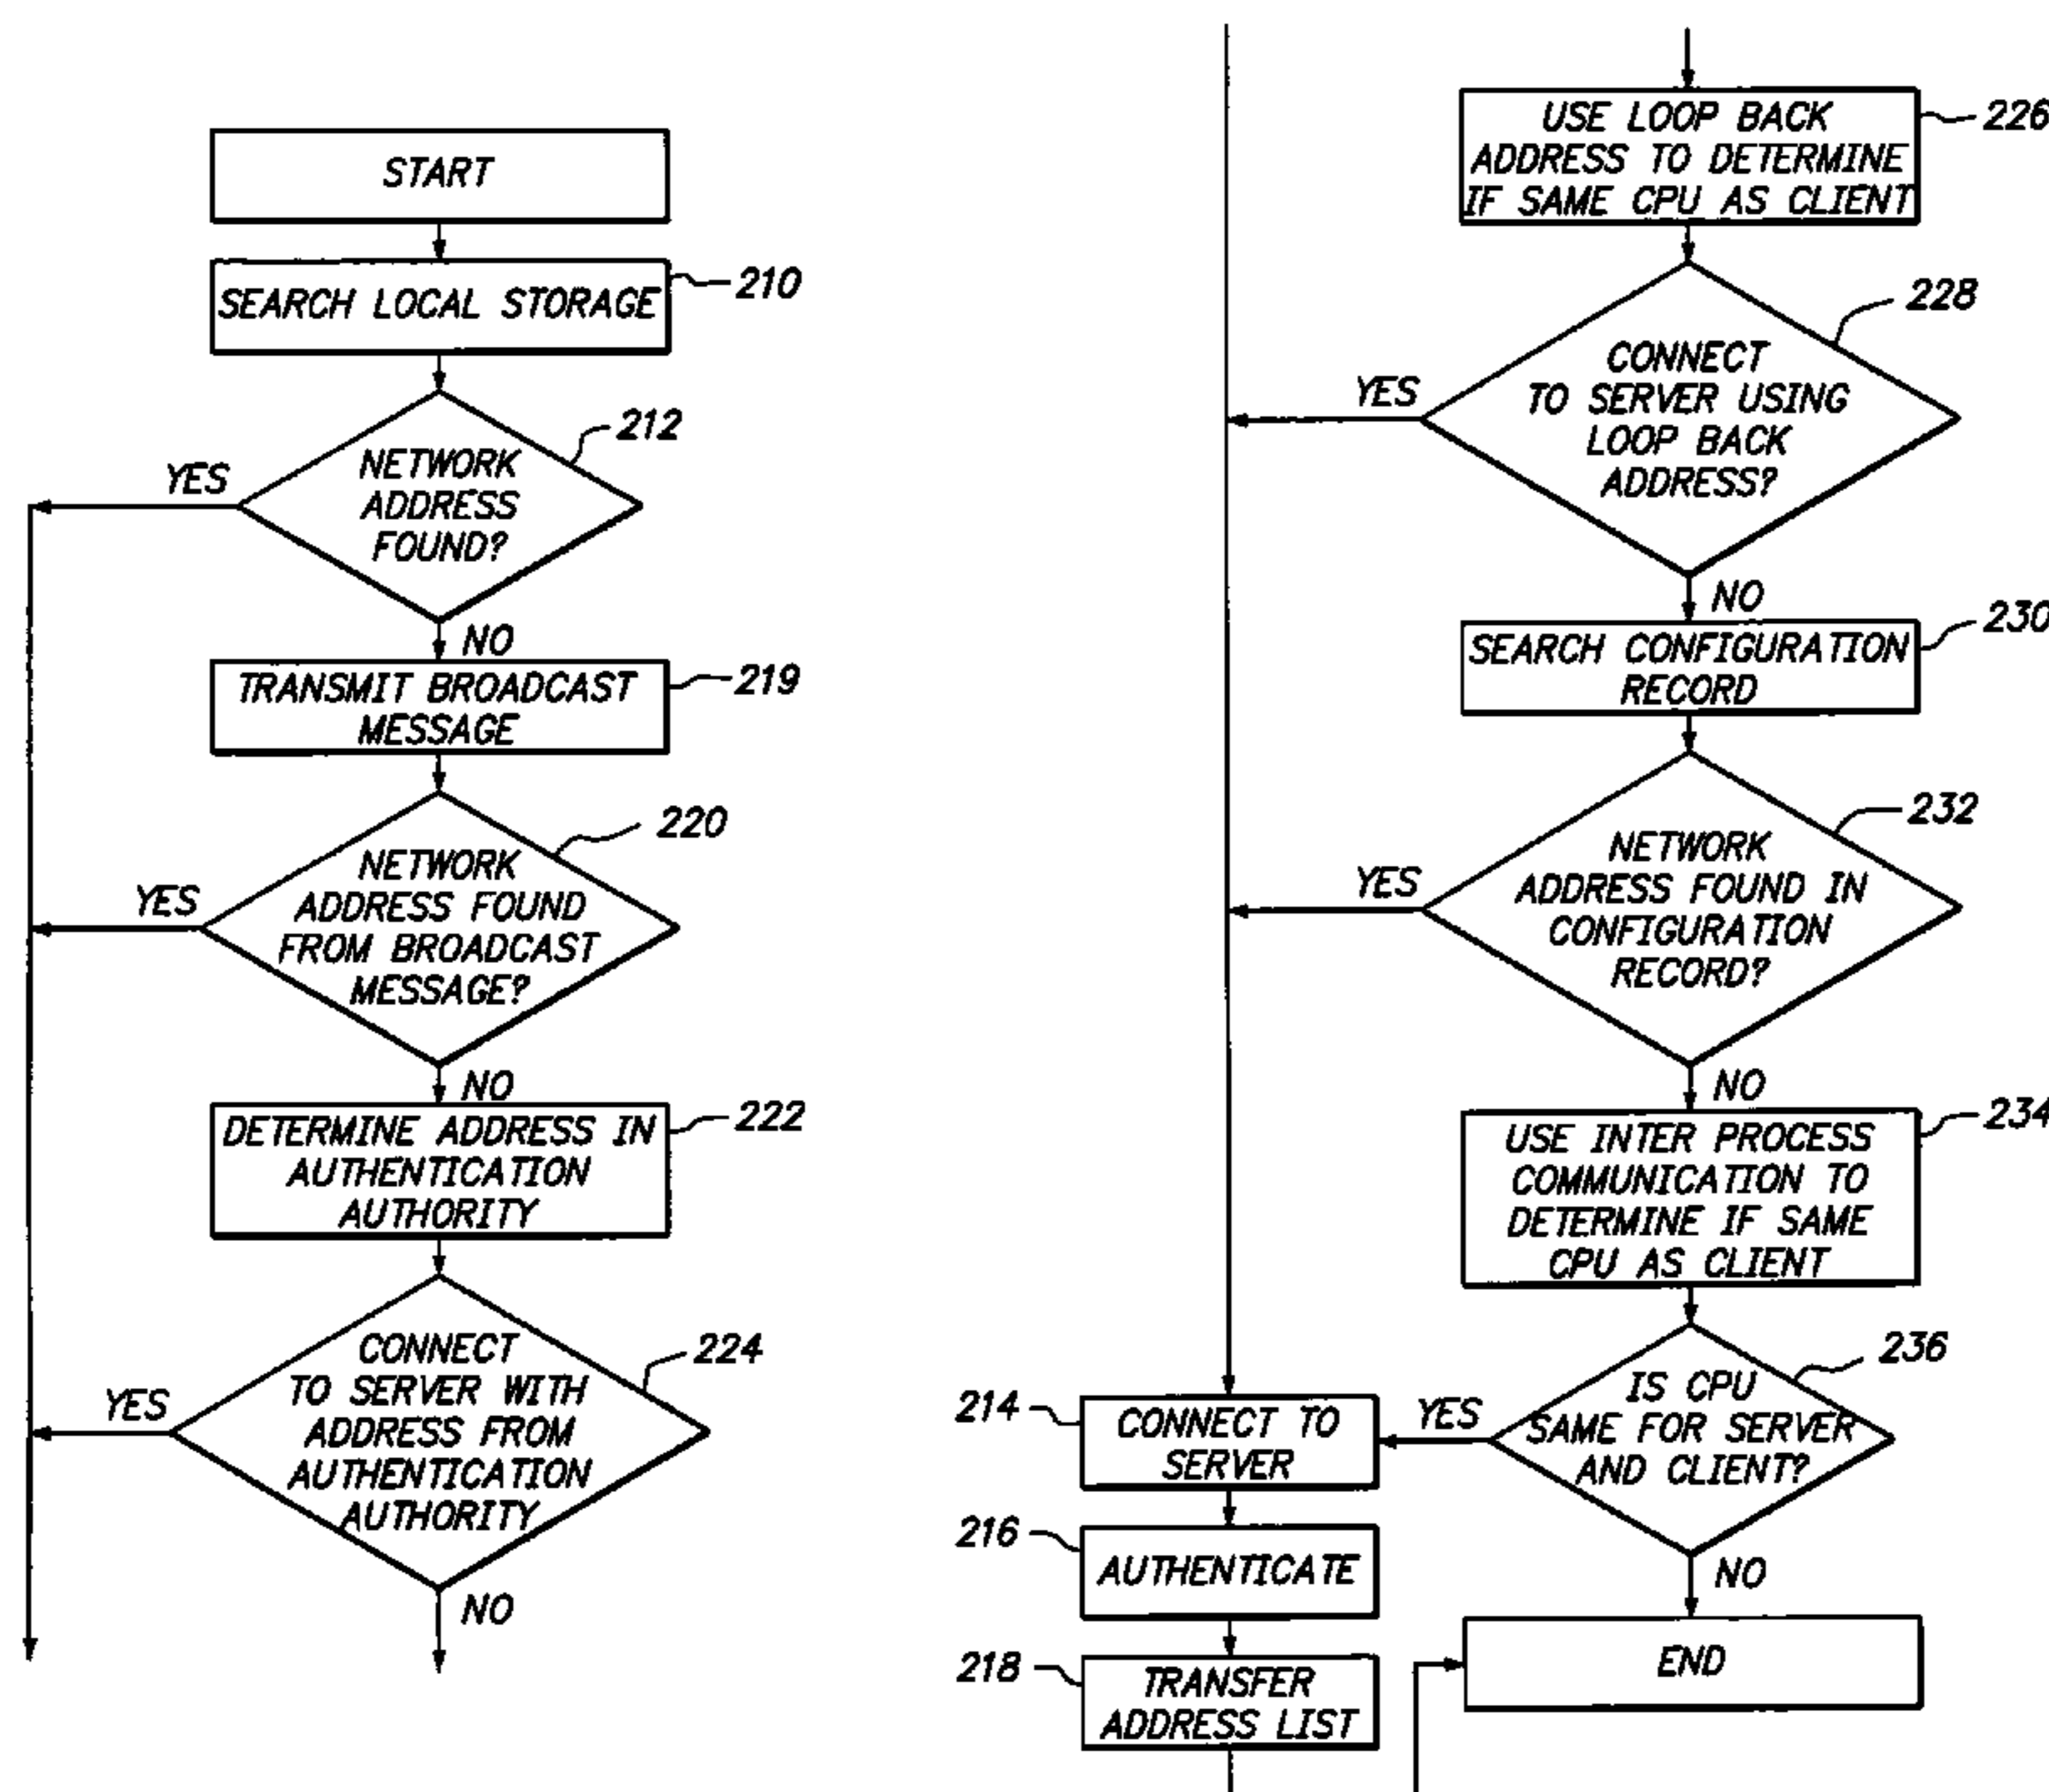 START
SEARCH LOCAL STORAGE
210
NETWORK
ADDRESS
FOUND?
212
YES
NO
TRANSMIT BROADCAST
MESSAGE
219
NETWORK
ADDRESS FOUND
FROM BROADCAST
MESSAGE?
220
YES
NO
DETERMINE ADDRESS IN
AUTHENTICATION
AUTHORITY
222
CONNECT
TO SERVER WITH
ADDRESS FROM
AUTHENTICATION
AUTHORITY
224
YES
NO
USE LOOP BACK
ADDRESS TO DETERMINE
IF SAME CPU AS CLIENT
226
CONNECT
TO SERVER USING
LOOP BACK
ADDRESS?
228
YES
NO
SEARCH CONFIGURATION
RECORD
230
NETWORK
ADDRESS FOUND IN
CONFIGURATION
RECORD?
232
YES
NO
USE INTER PROCESS
COMMUNICATION TO
DETERMINE IF SAME
CPU AS CLIENT
234
IS CPU
SAME FOR SERVER
AND CLIENT?
236
YES
NO
214
CONNECT TO
SERVER
216
AUTHENTICATE
218
TRANSFER
ADDRESS LIST
END